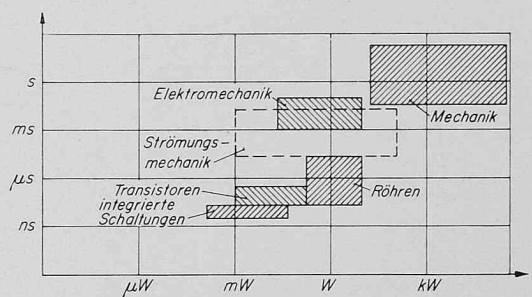 s
ms
μs
ns
Elektromechanik
Mechanik
Strömungs-
mechanik
Transistoren
integrierte
Schaltungen
Röhren
μW
mW
W
kW